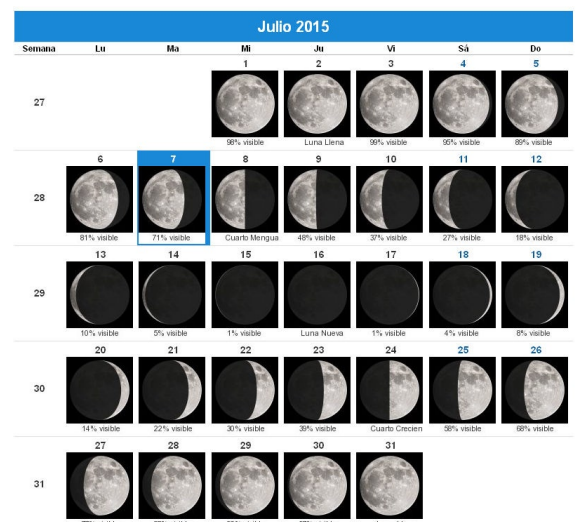 Julio 2015
Semana Lu Ma Mi Ju Vi Sá Do
1 2 3 4 5
27
98% visible Luna Llena 99% visible 95% visible 89% visible
6 7 8 9 10 11 12
28
81% visible 71% visible Cuarto Mengua 48% visible 37% visible 27% visible 18% visible
13 14 15 16 17 18 19
29
10% visible 5% visible 1% visible Luna Nueva 1% visible 4% visible 8% visible
20 21 22 23 24 25 26
30
14% visible 22% visible 30% visible 39% visible Cuarto Crecien 58% visible 68% visible
27 28 29 30 31
31